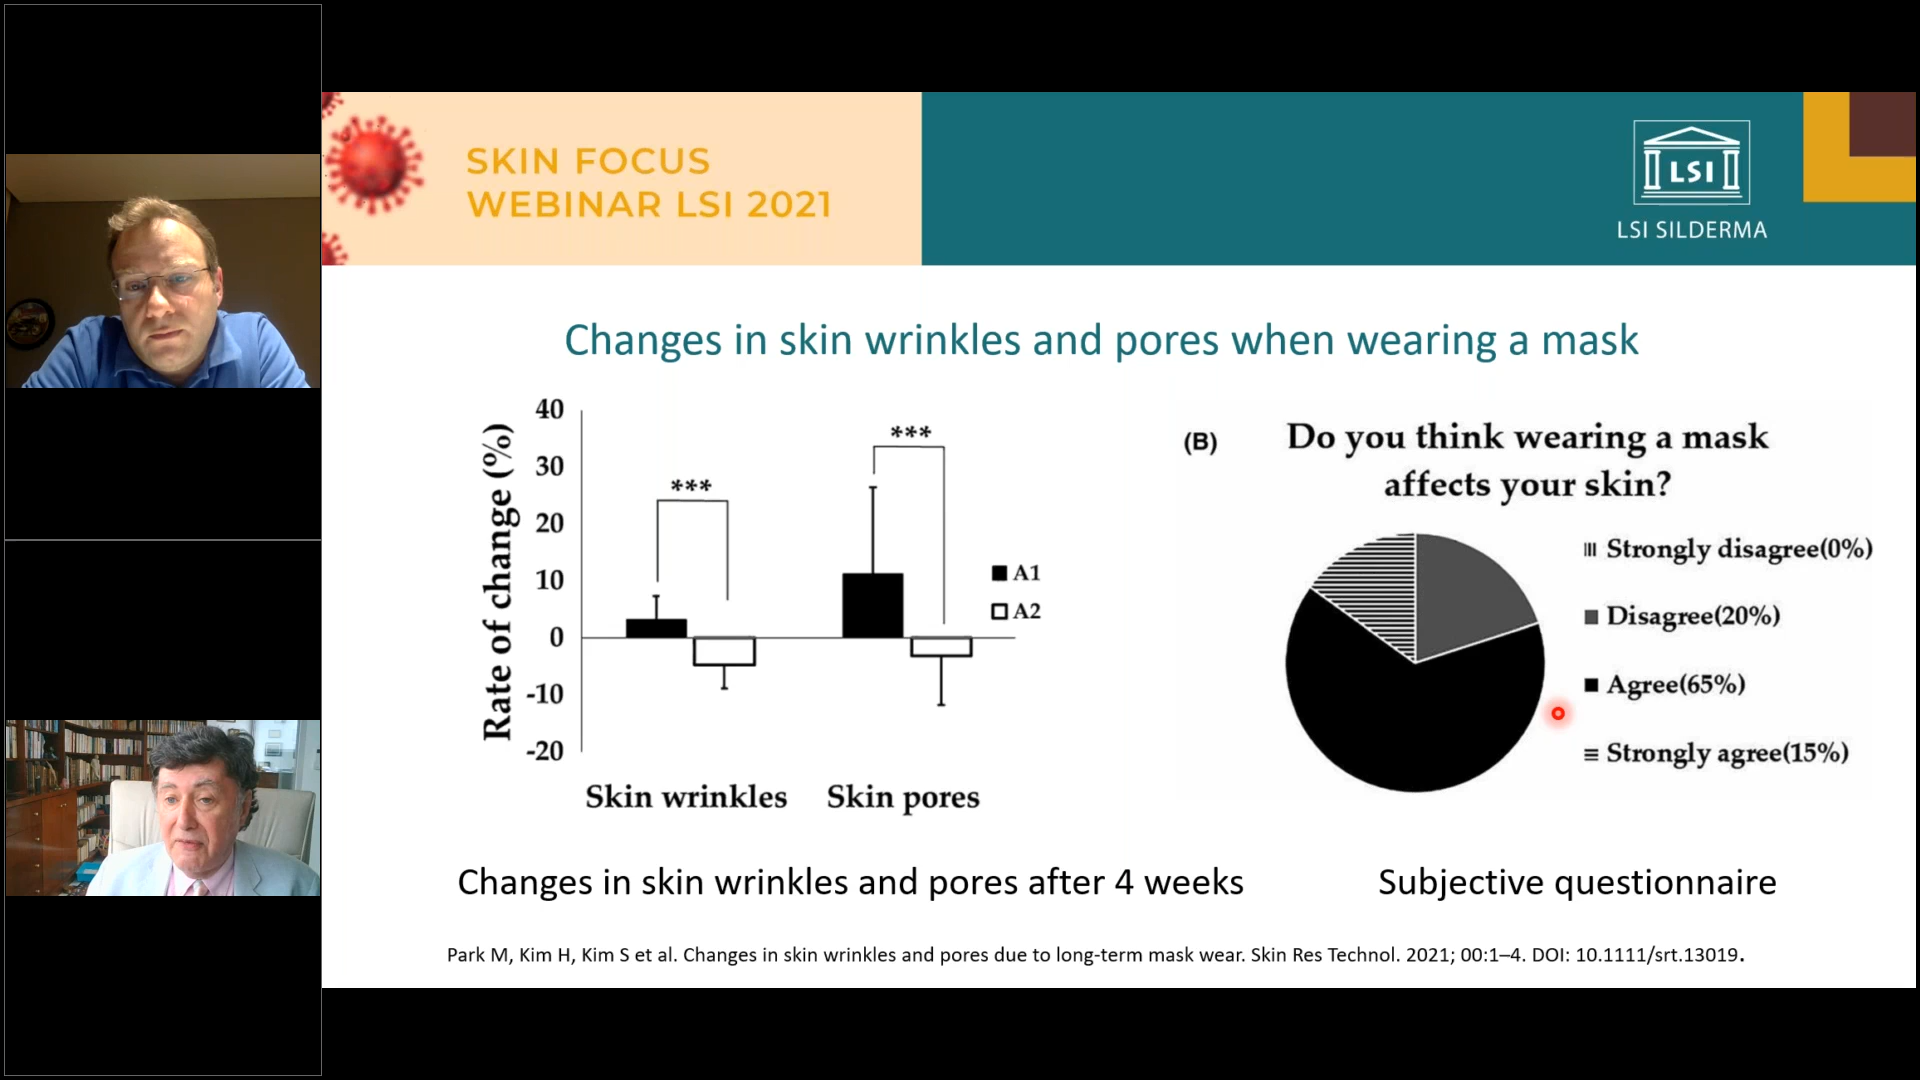 SKIN FOCUS
WEBINAR LSI 2021
LSI
LSI SILDERMA
Changes in skin wrinkles and pores when wearing a mask
Rate of change (%)
40
30
20
10
0
-10
-20
***
***
A1
A2
Skin wrinkles
Skin pores
(B)
Do you think wearing a mask
affects your skin?
Strongly disagree(0%)
Disagree(20%)
Agree(65%)
Strongly agree(15%)
Changes in skin wrinkles and pores after 4 weeks
Subjective questionnaire
Park M, Kim H, Kim S et al. Changes in skin wrinkles and pores due to long-term mask wear. Skin Res Technol. 2021; 00:1–4. DOI: 10.1111/srt.13019.